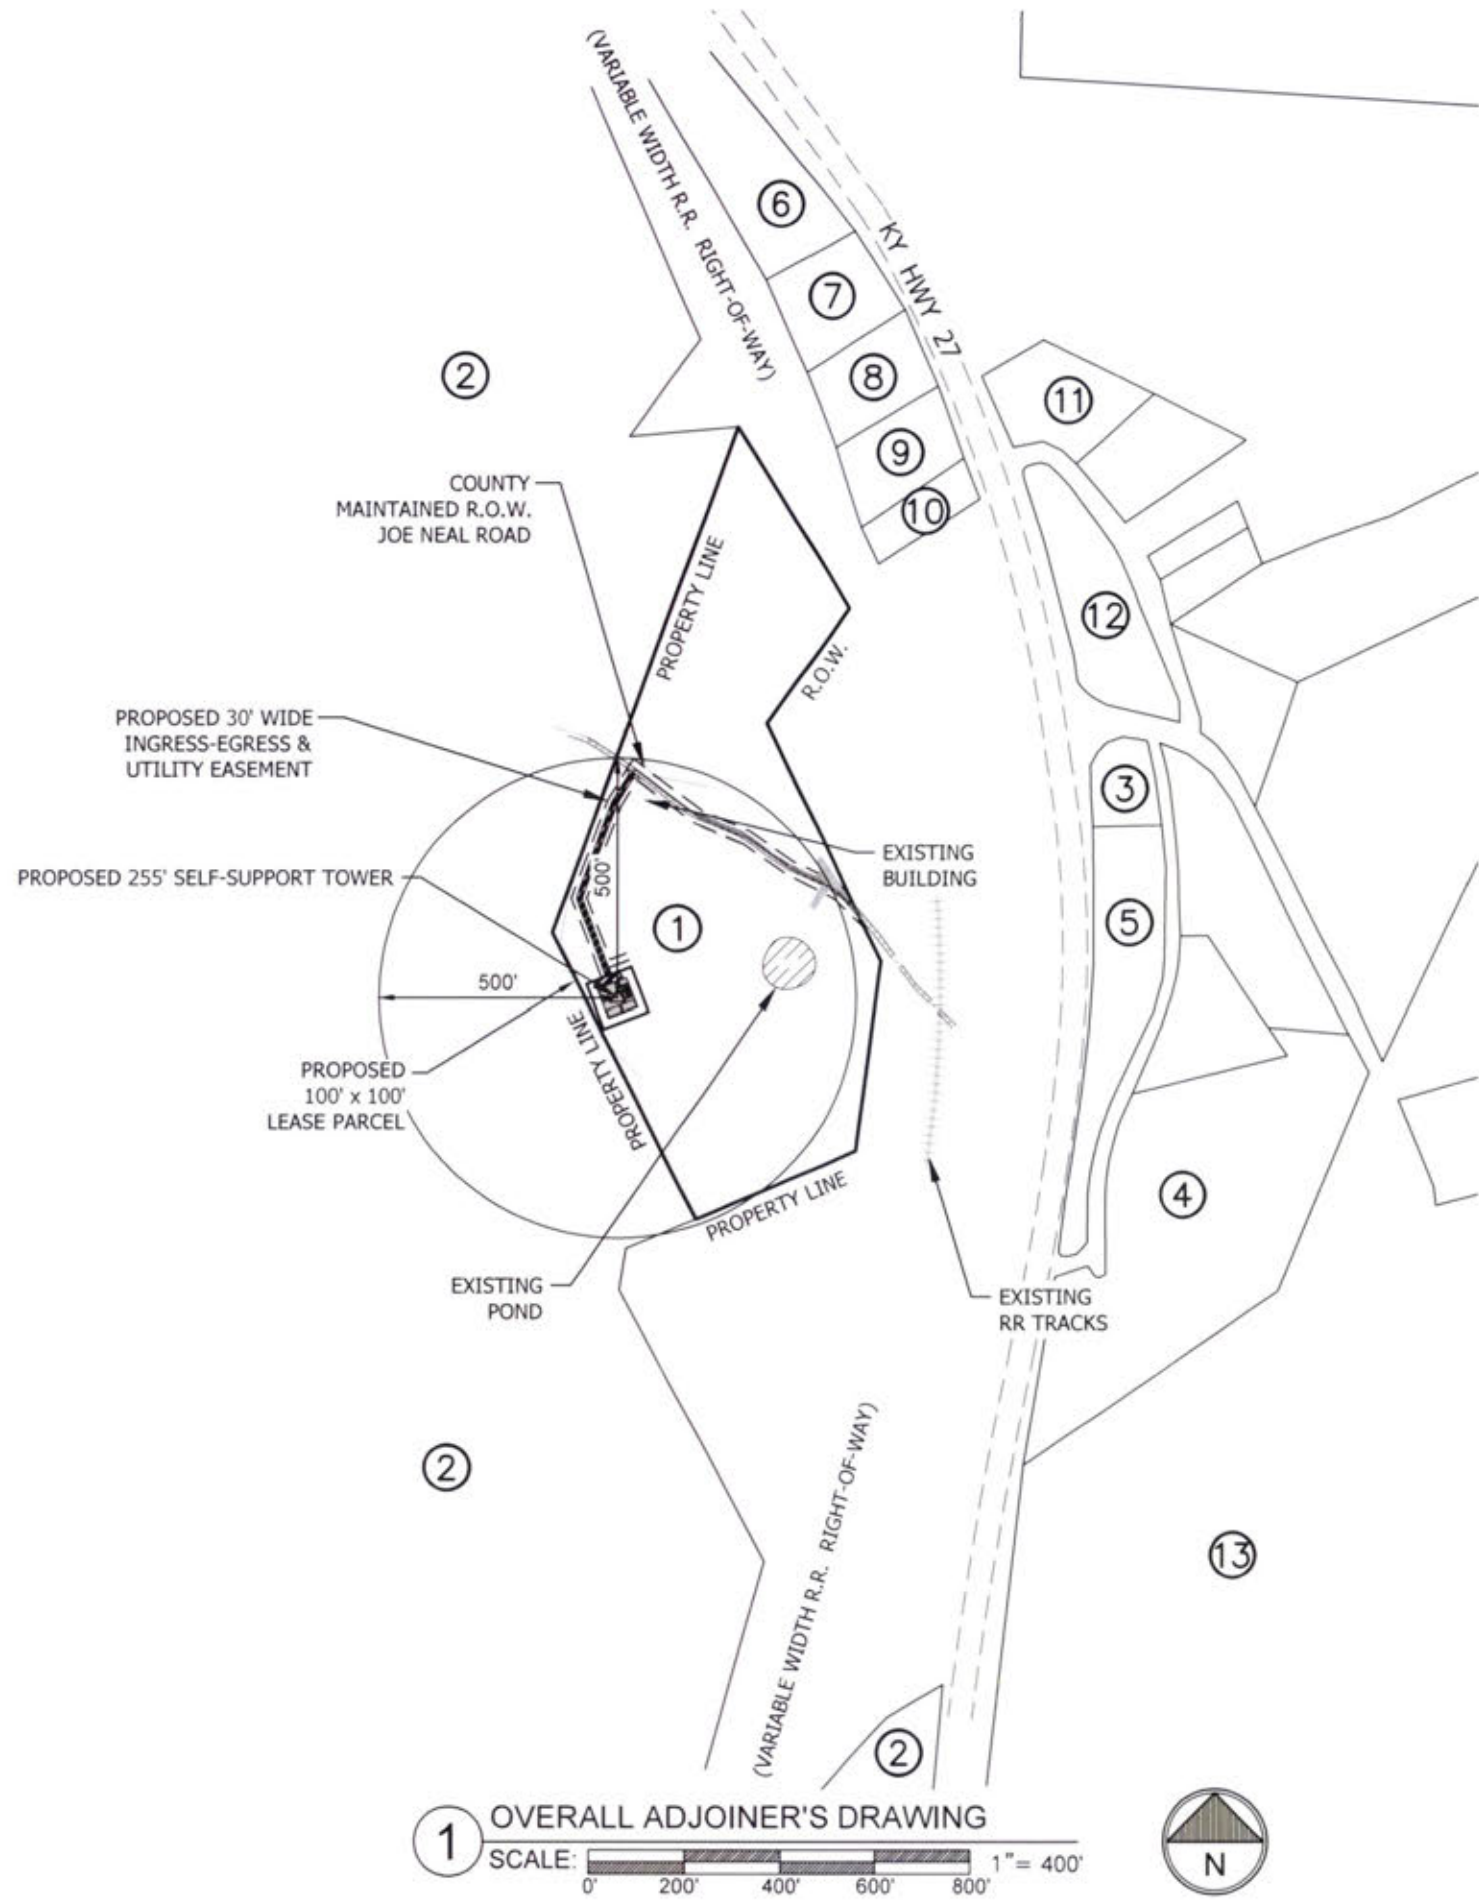 (VARIABLE WIDTH R.R. RIGHT-OF-WAY)
6
KY HWY 27
7
2
8
11
9
10
COUNTY
MAINTAINED R.O.W.
JOE NEAL ROAD
PROPERTY LINE
12
R.O.W.
PROPOSED 30' WIDE
INGRESS-EGRESS &
UTILITY EASEMENT
3
EXISTING
BUILDING
PROPOSED 255' SELF-SUPPORT TOWER
500'
1
5
500'
PROPERTY LINE
PROPOSED
100' x 100'
LEASE PARCEL
4
PROPERTY LINE
EXISTING
POND
EXISTING
RR TRACKS
2
(VARIABLE WIDTH R.R. RIGHT-OF-WAY)
13
2
1
OVERALL ADJOINER'S DRAWING
SCALE:
1"= 400'
0' 200' 400' 600' 800'
N